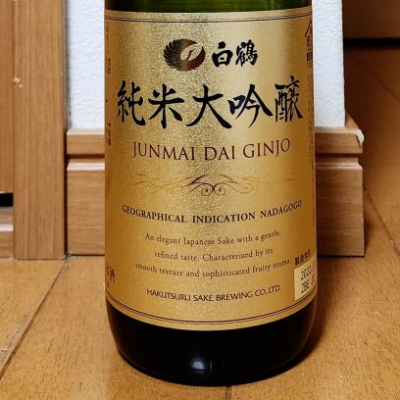 白鶴
純米大吟醸
JUNMAI DAI GINJO
GEOGRAPHICAL INDICATION NADAGOGO
An elegant Japanese Sake with a gentle,
refined taste. Characterized by its
smooth texture and sophisticated fruity aroma.
HAKUTSURU SAKE BREWING CO.,LTD.